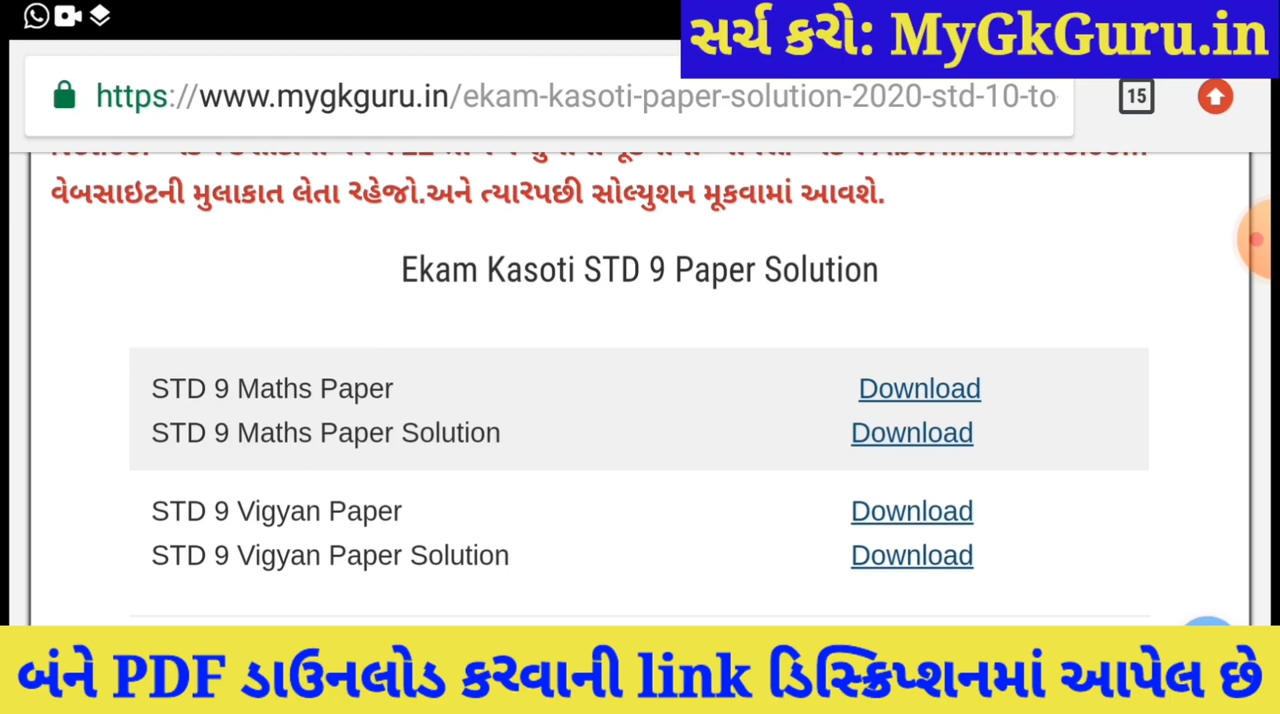 સર્ચ કરો: MyGkGuru.in
https://www.mygkguru.in/ekam-kasoti-paper-solution-2020-std-10-to
15
વેબસાઇટની મુલાકાત લેતા રહેજો.અને ત્યારપછી સોલ્યુશન મૂકવામાં આવશે.
Ekam Kasoti STD 9 Paper Solution
STD 9 Maths Paper Download
STD 9 Maths Paper Solution Download
STD 9 Vigyan Paper Download
STD 9 Vigyan Paper Solution Download
બંને PDF ડાઉનલોડ કરવાની link ડિસ્ક્રિપ્શનમાં આપેલ છે